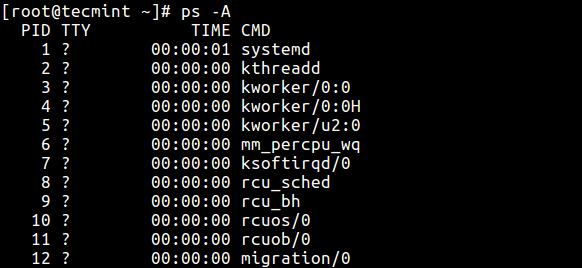 [root@tecmint ~]# ps -A
  PID TTY          TIME CMD
    1 ?        00:00:01 systemd
    2 ?        00:00:00 kthreadd
    3 ?        00:00:00 kworker/0:0
    4 ?        00:00:00 kworker/0:0H
    5 ?        00:00:00 kworker/u2:0
    6 ?        00:00:00 mm_percpu_wq
    7 ?        00:00:00 ksoftirqd/0
    8 ?        00:00:00 rcu_sched
    9 ?        00:00:00 rcu_bh
   10 ?        00:00:00 rcuos/0
   11 ?        00:00:00 rcuob/0
   12 ?        00:00:00 migration/0